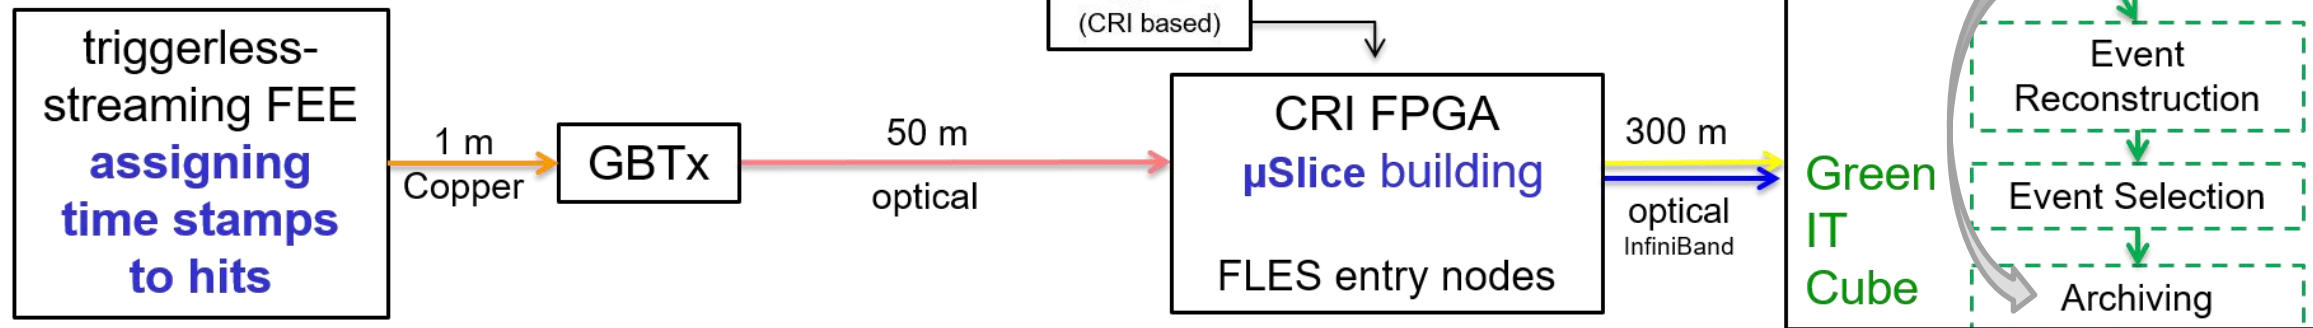 triggerless-
streaming FEE
assigning
time stamps
to hits
1 m
Copper
GBTx
50 m
optical
(CRI based)
CRI FPGA
µSlice building
FLES entry nodes
300 m
optical
InfiniBand
Green
IT
Cube
Event
Reconstruction
Event Selection
Archiving